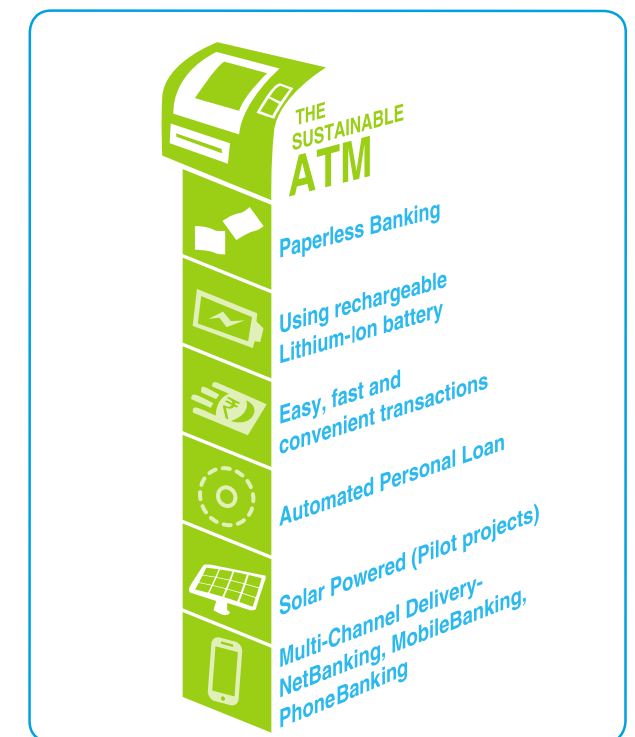 THE
SUSTAINABLE
ATM
Paperless Banking
Using rechargeable
Lithium-Ion battery
₹
Easy, fast and
convenient transactions
Automated Personal Loan
Solar Powered (Pilot projects)
Multi-Channel Delivery-
NetBanking, MobileBanking,
PhoneBanking